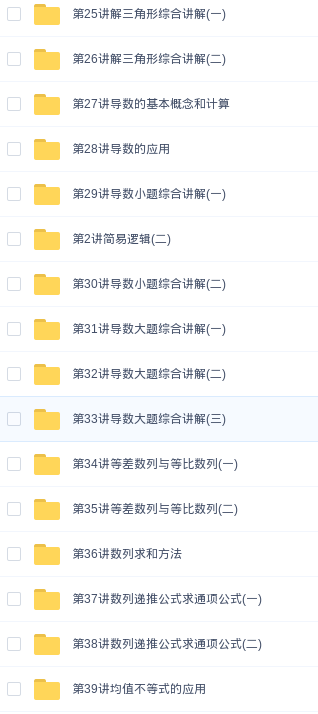 第25讲解三角形综合讲解(一)
第26讲解三角形综合讲解(二)
第27讲导数的基本概念和计算
第28讲导数的应用
第29讲导数小题综合讲解(一)
第2讲简易逻辑(二)
第30讲导数小题综合讲解(二)
第31讲导数大题综合讲解(一)
第32讲导数大题综合讲解(二)
第33讲导数大题综合讲解(三)
第34讲等差数列与等比数列(一)
第35讲等差数列与等比数列(二)
第36讲数列求和方法
第37讲数列递推公式求通项公式(一)
第38讲数列递推公式求通项公式(二)
第39讲均值不等式的应用